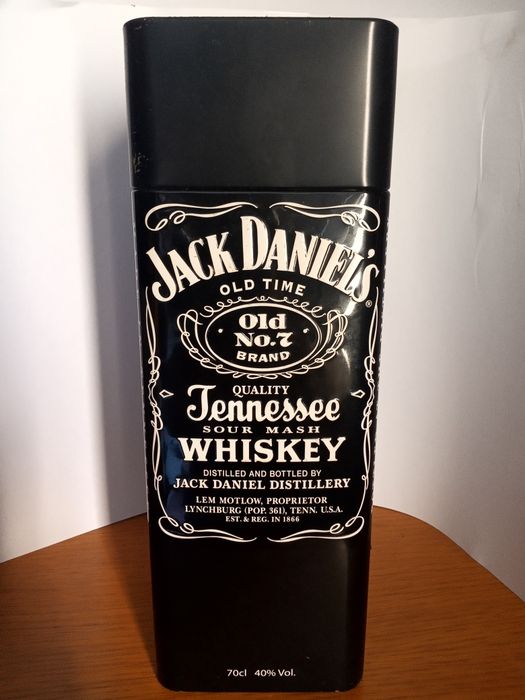 JACK DANIEL'S
®
OLD TIME
Old
No.7
BRAND
QUALITY
Tennessee
SOUR MASH
WHISKEY
DISTILLED AND BOTTLED BY
JACK DANIEL DISTILLERY
LEM MOTLOW, PROPRIETOR
LYNCHBURG (POP. 361), TENN. U.S.A.
EST. & REG. IN 1866
70cl 40% Vol.